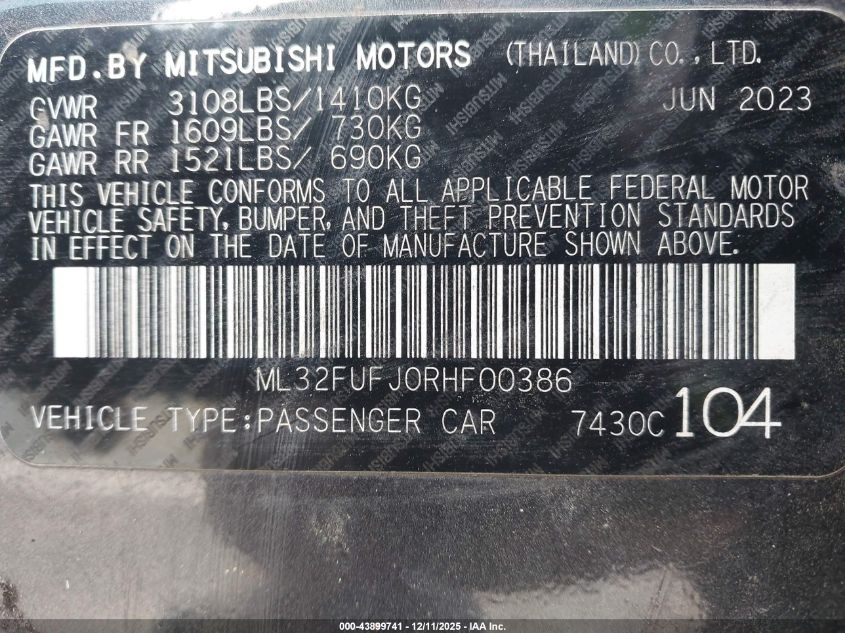 MFD.BY MITSUBISHI MOTORS (THAILAND) CO.,LTD.
GVWR 3108LBS/1410KG JUN 2023
GAWR FR 1609LBS/ 730KG
GAWR RR 1521LBS/ 690KG
THIS VEHICLE CONFORMS TO ALL APPLICABLE FEDERAL MOTOR
VEHICLE SAFETY, BUMPER, AND THEFT PREVENTION STANDARDS
IN EFFECT ON THE DATE OF MANUFACTURE SHOWN ABOVE.
ML32FUFJ0RHF00386
VEHICLE TYPE:PASSENGER CAR 7430C 104
000-43899741 - 12/11/2025 - IAA Inc.